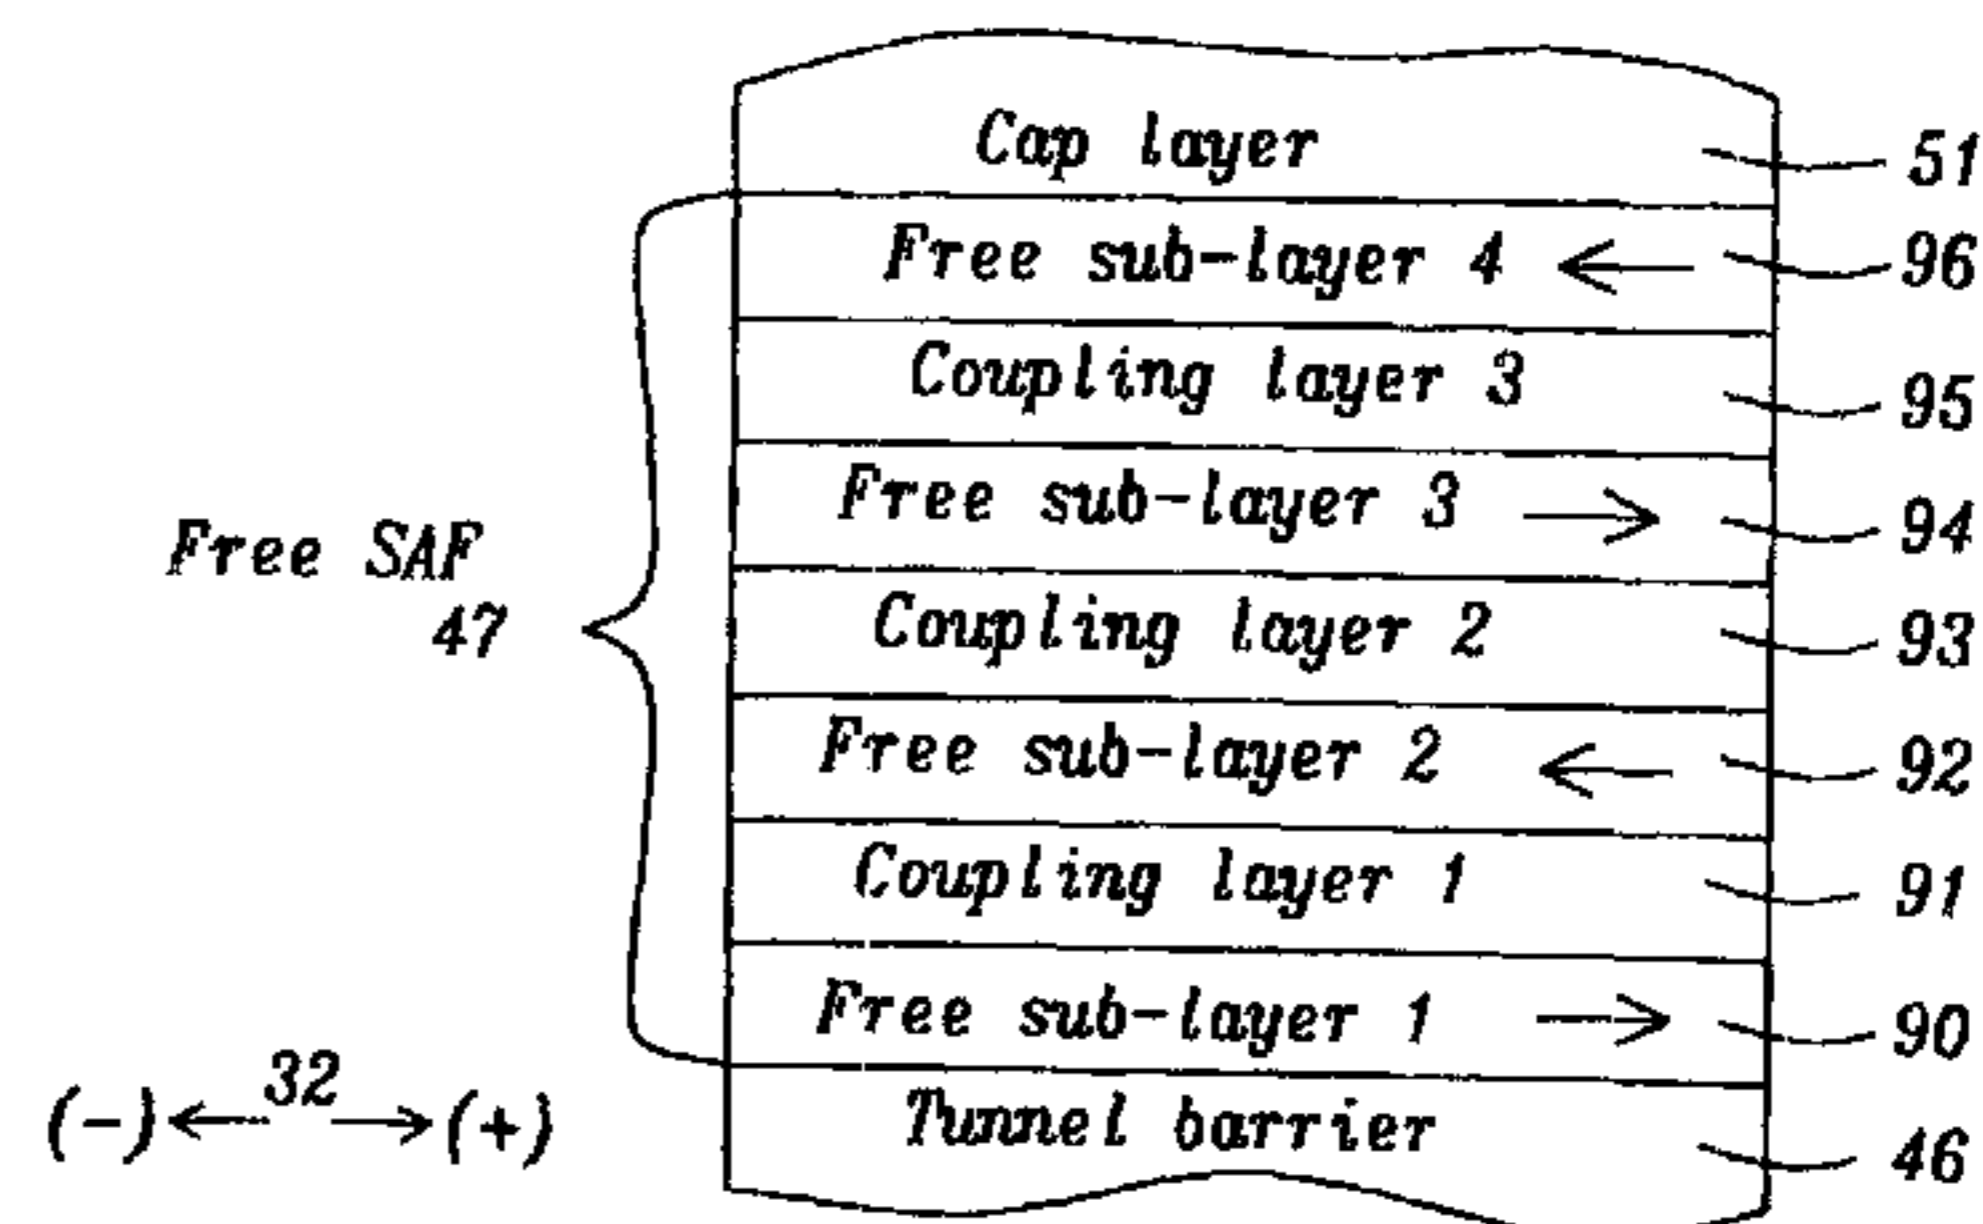 Cap layer 51
Free sub-layer 4 96
Coupling layer 3 95
Free sub-layer 3 94
Free SAF
47
Coupling layer 2 93
Free sub-layer 2 92
Coupling layer 1 91
Free sub-layer 1 90
(-) 32 (+)
Tunnel barrier 46